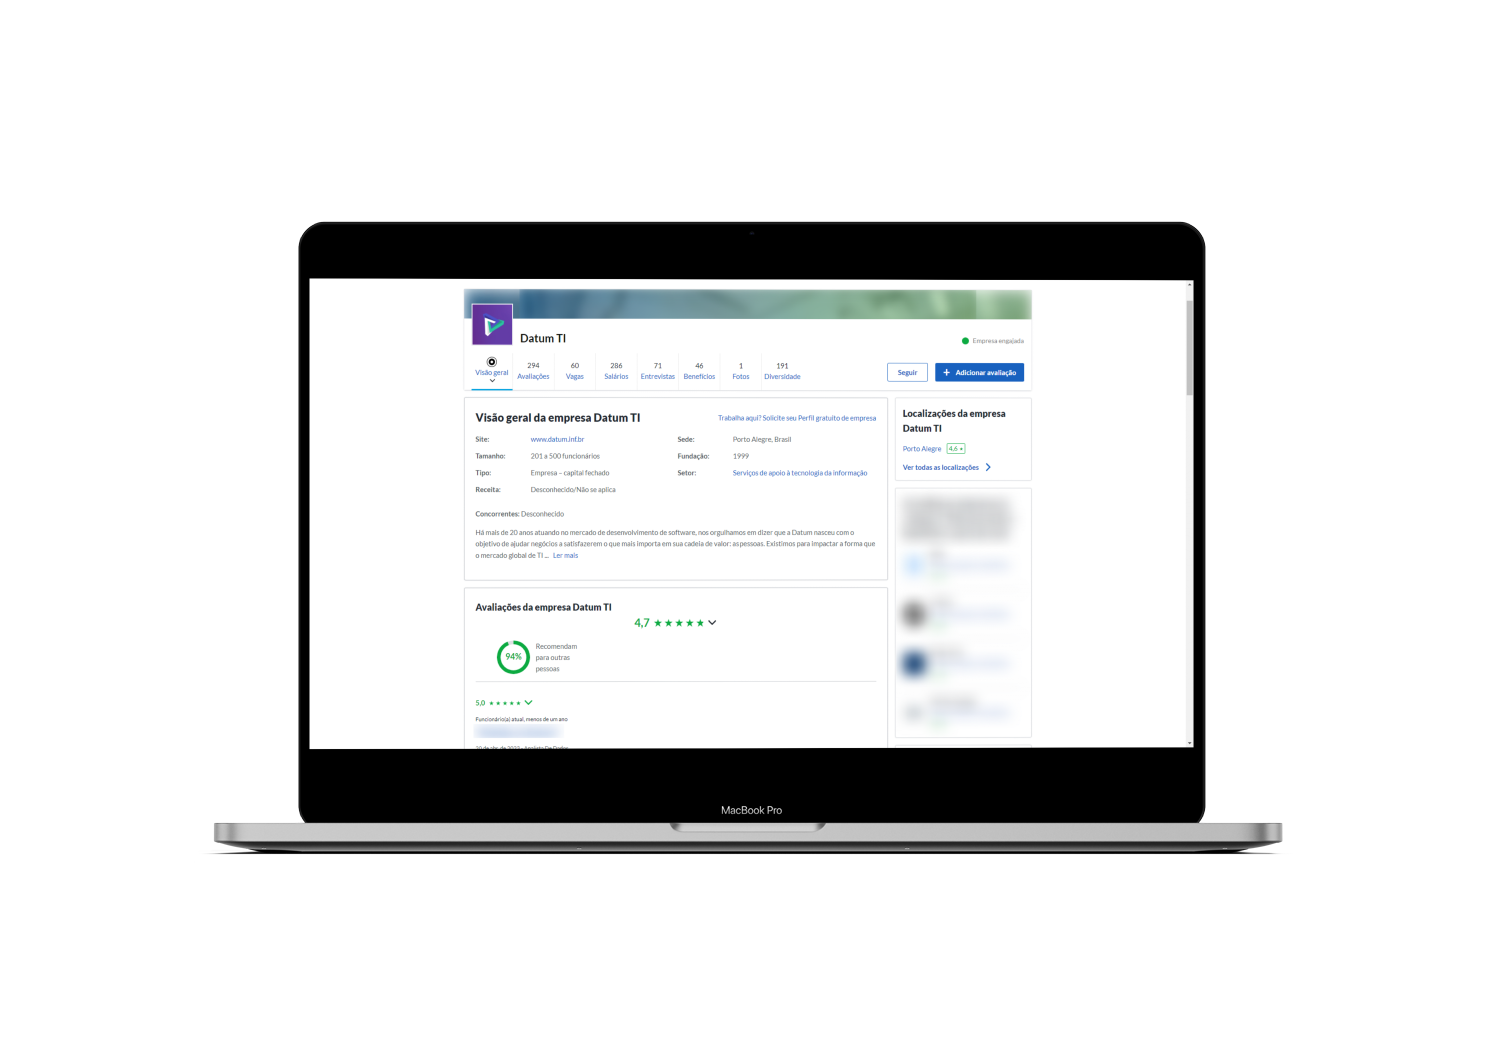 Datum TI
Empresa engajada
Visão geral
294
Avaliações
60
Vagas
286
Salários
71
Entrevistas
46
Benefícios
1
Fotos
191
Diversidade
Seguir
+ Adicionar avaliação
Visão geral da empresa Datum TI
Trabalha aqui? Solicite seu Perfil gratuito de empresa
Site: www.datum.inf.br
Sede: Porto Alegre, Brasil
Tamanho: 201 a 500 funcionários
Fundação: 1999
Tipo: Empresa – capital fechado
Setor: Serviços de apoio à tecnologia da informação
Receita: Desconhecido/Não se aplica
Concorrentes: Desconhecido
Há mais de 20 anos atuando no mercado de desenvolvimento de software, nos orgulhamos em dizer que a Datum nasceu com o
objetivo de ajudar negócios a satisfazerem o que mais importa em sua cadeia de valor: as pessoas. Existimos para impactar a forma que
o mercado global de TI ... Ler mais
Localizações da empresa
Datum TI
Porto Alegre 4,6 ★
Ver todas as localizações
Avaliações da empresa Datum TI
4,7 ★★★★★
94%
Recomendam
para outras
pessoas
5,0 ★★★★★
Funcionário(a) atual, menos de um ano
MacBook Pro